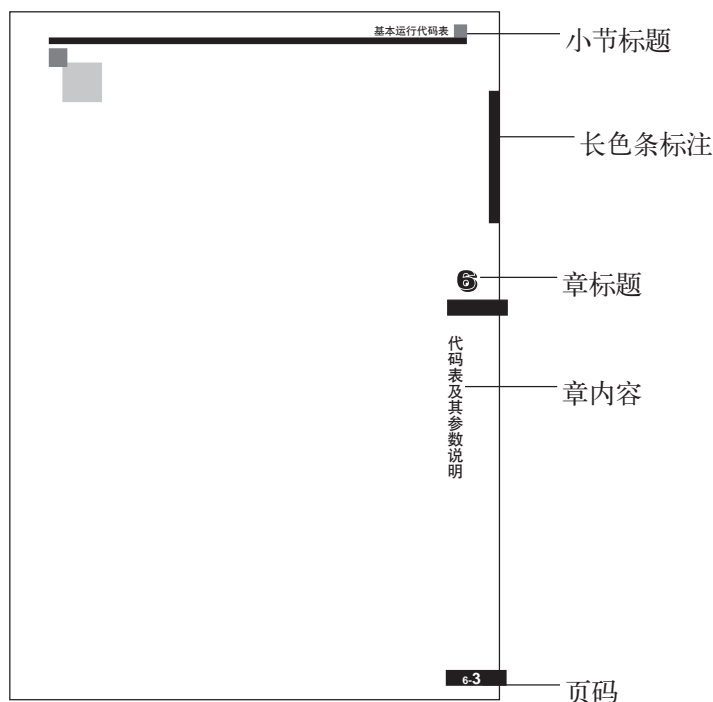 基本运行代码表
小节标题
长色条标注
6
章标题
代码表及其参数说明
章内容
6-3
页码